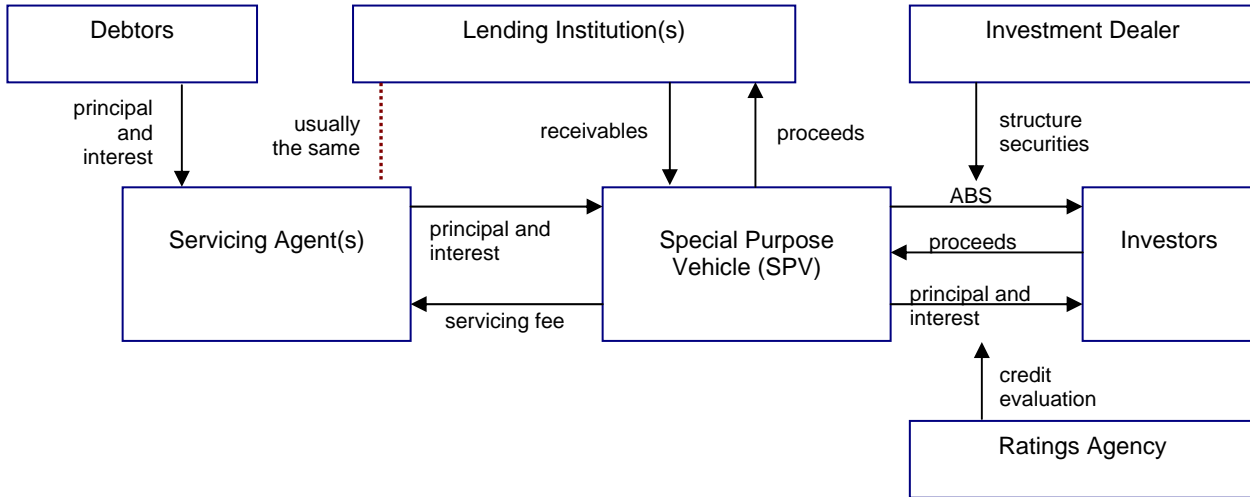 Debtors
Lending Institution(s)
Investment Dealer
principal
and
interest
usually
the same
receivables
proceeds
structure
securities
Servicing Agent(s)
principal and
interest
servicing fee
Special Purpose
Vehicle (SPV)
ABS
proceeds
principal and
interest
Investors
credit
evaluation
Ratings Agency